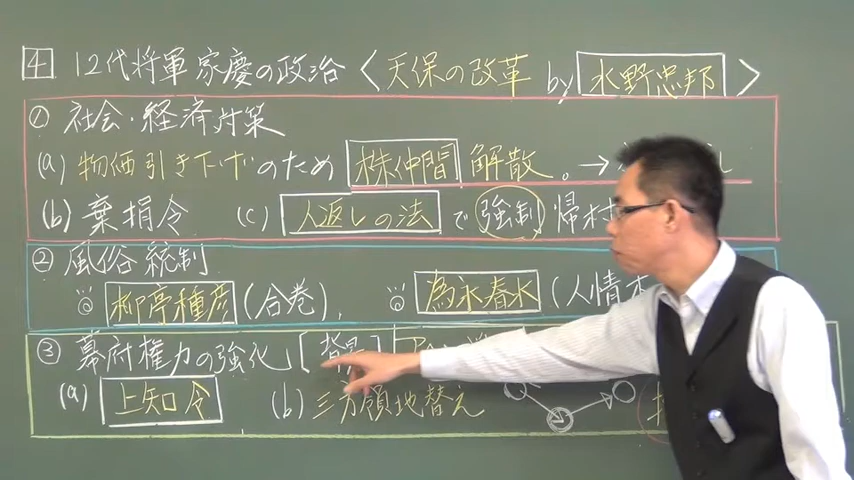 4 12代将軍 家慶の政治〈天保の改革 by 水野忠邦〉
① 社会・経済対策
(a) 物価引き下げのため 株仲間 解散。→
(b) 棄捐令 (c) 人返しの法 で 強制 帰村
② 風俗統制
柳亭種彦 (合巻), 為永春水 (人情本
③ 幕府権力の強化 [背景]
(a) 上知令 (b) 三方領地替え